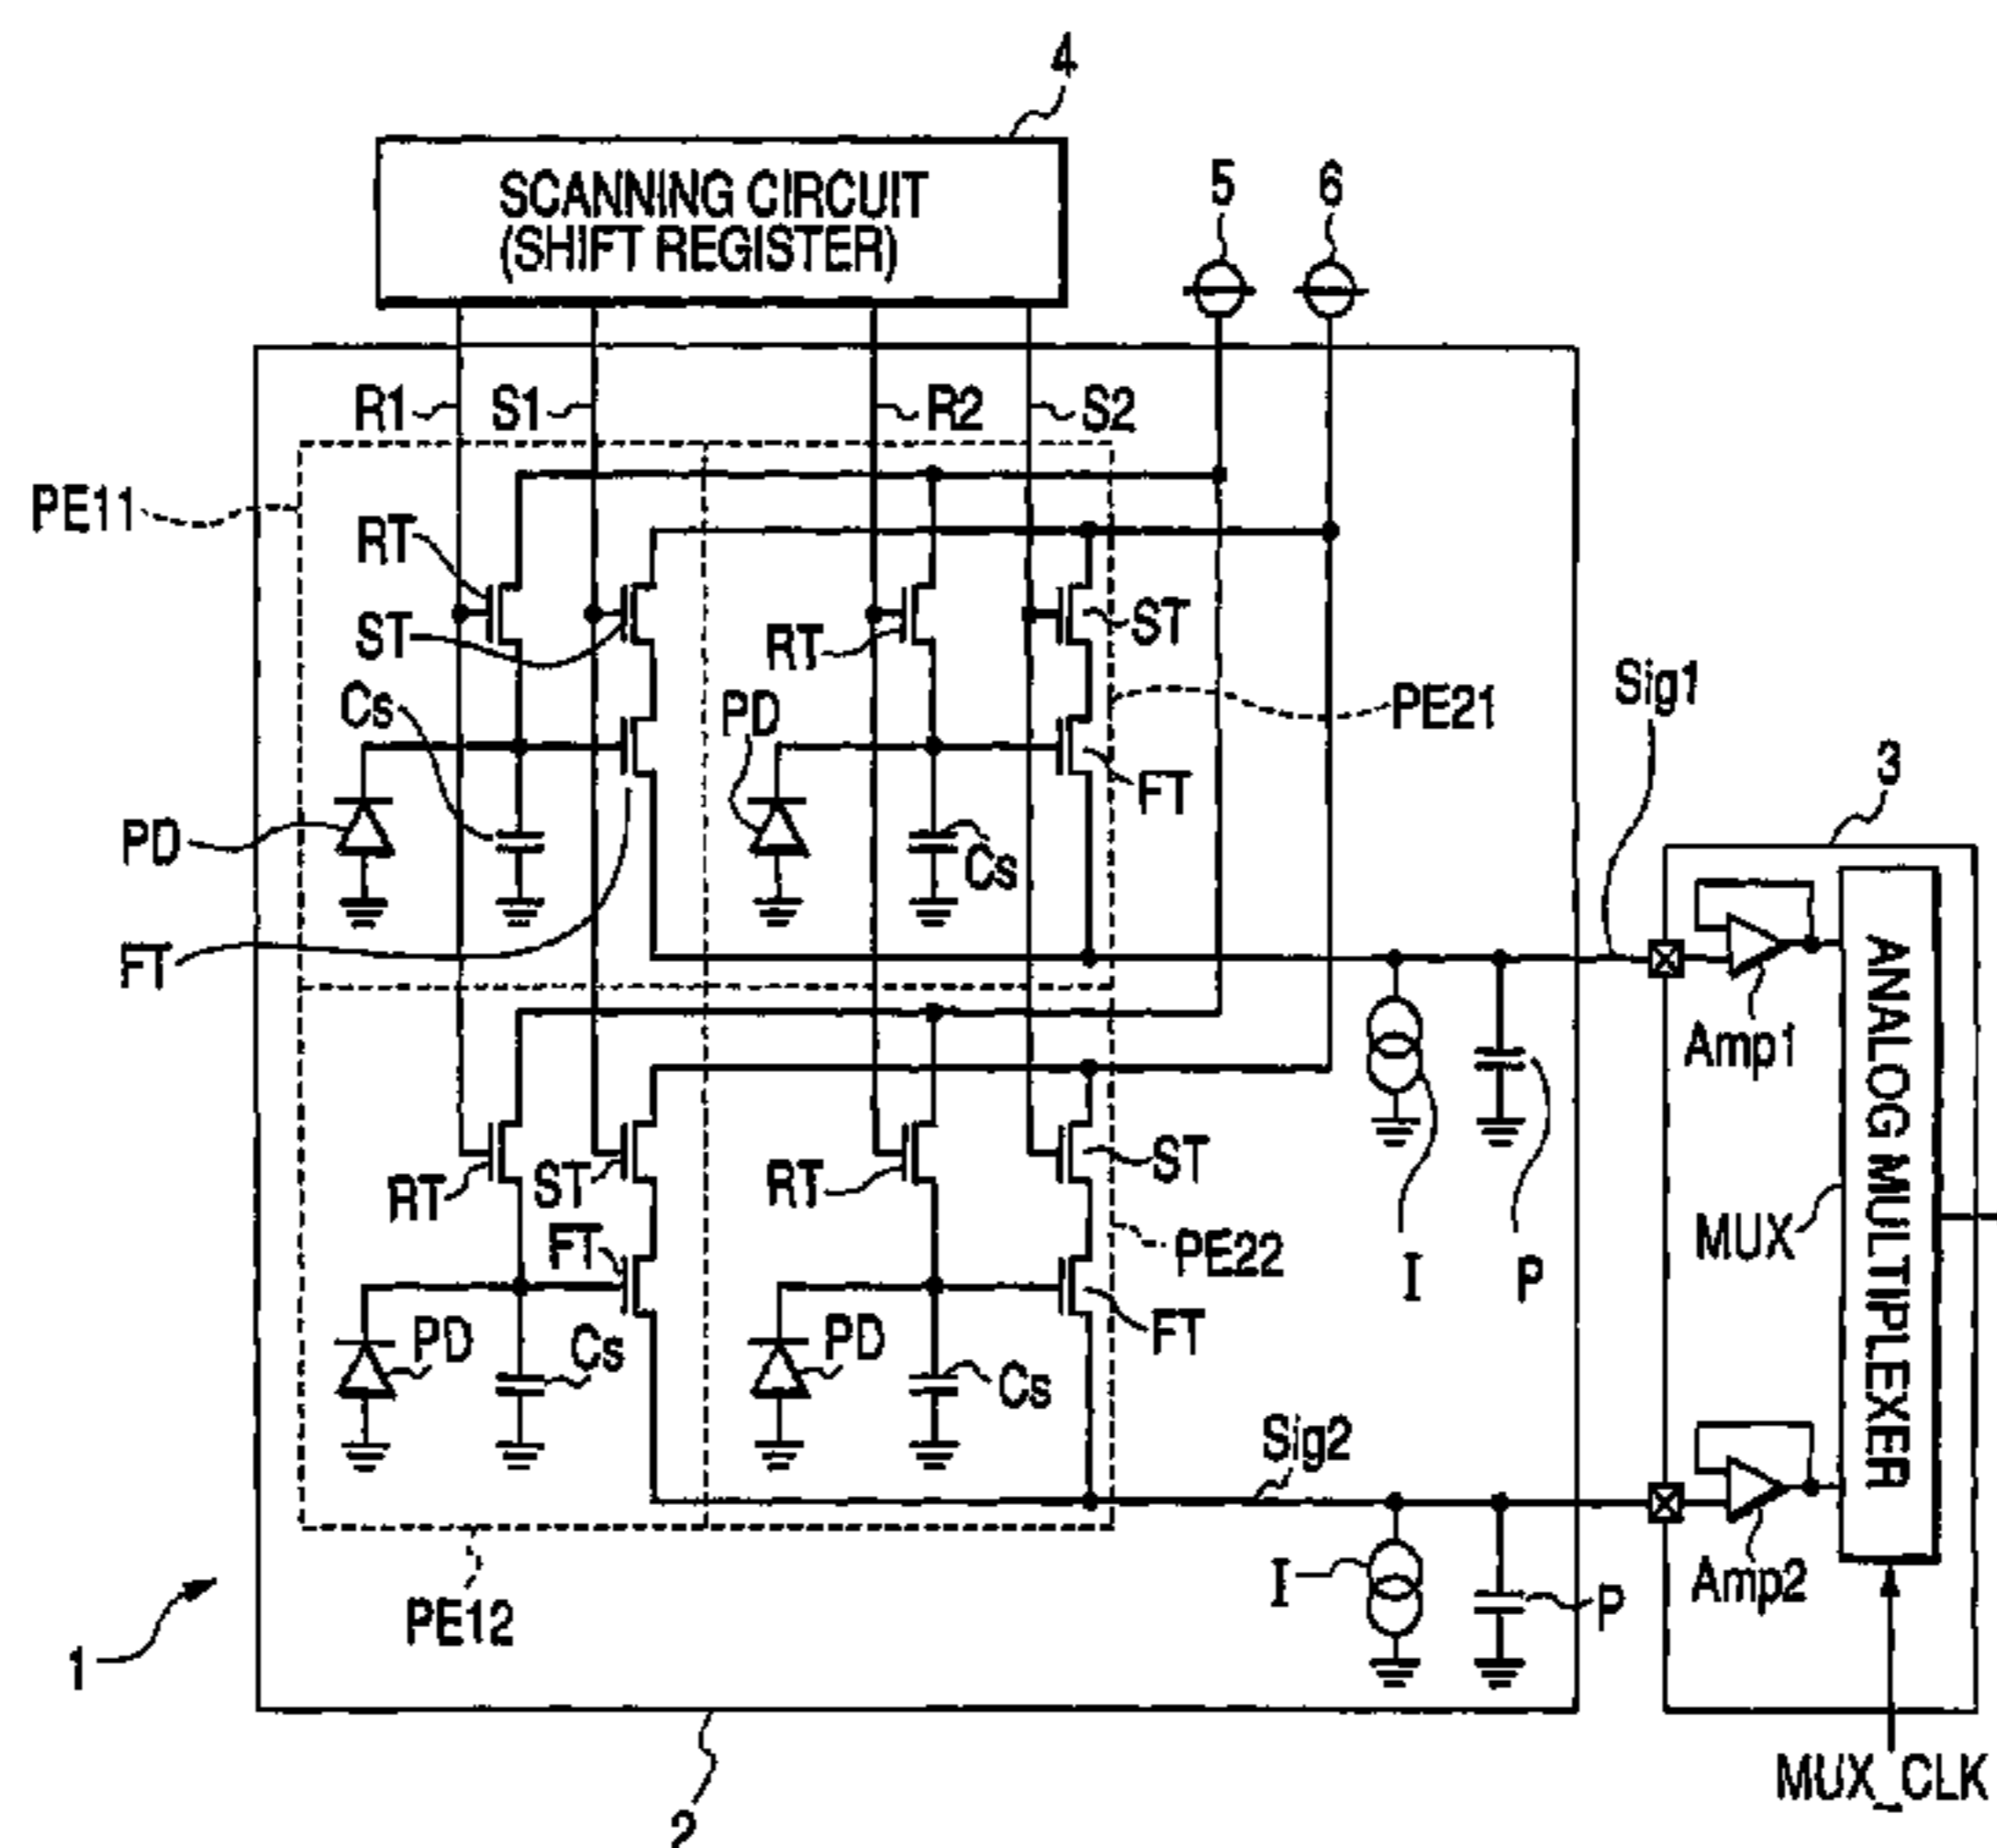 4
SCANNING CIRCUIT
(SHIFT REGISTER)
5
6
R1
S1
R2
S2
PE11
RT
ST
RT
ST
Cs
PD
PE21
Sig1
FT
3
PD
Cs
FT
Amp1
ANALOG MULTIPLEXER
RT
ST
RT
ST
MUX
FT
PE22
I
P
PD
Cs
PD
Cs
FT
Sig2
I
P
Amp2
PE12
1
MUX_CLK
2